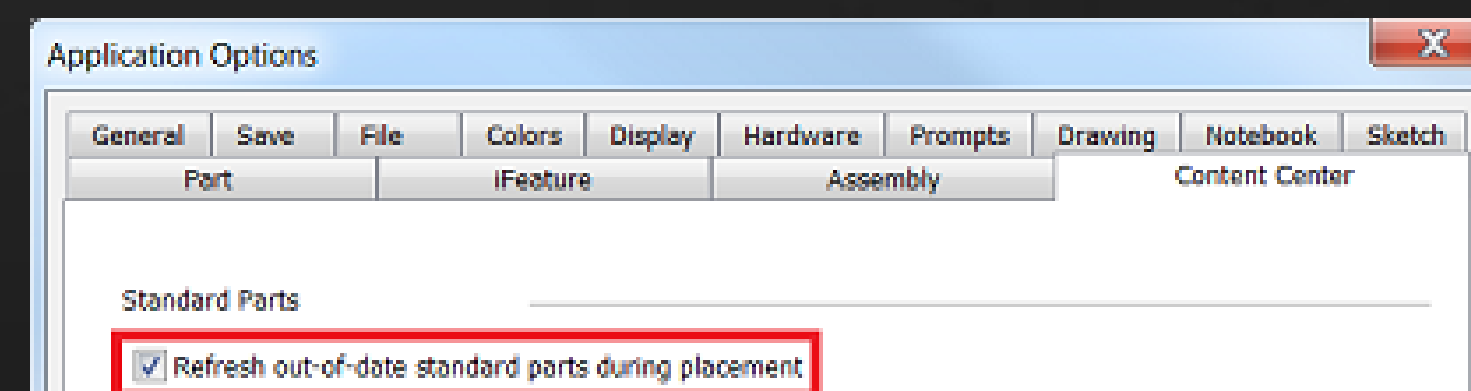 Application Options
General Save File Colors Display Hardware Prompts Drawing Notebook Sketch
Part iFeature Assembly Content Center
Standard Parts
Refresh out-of-date standard parts during placement